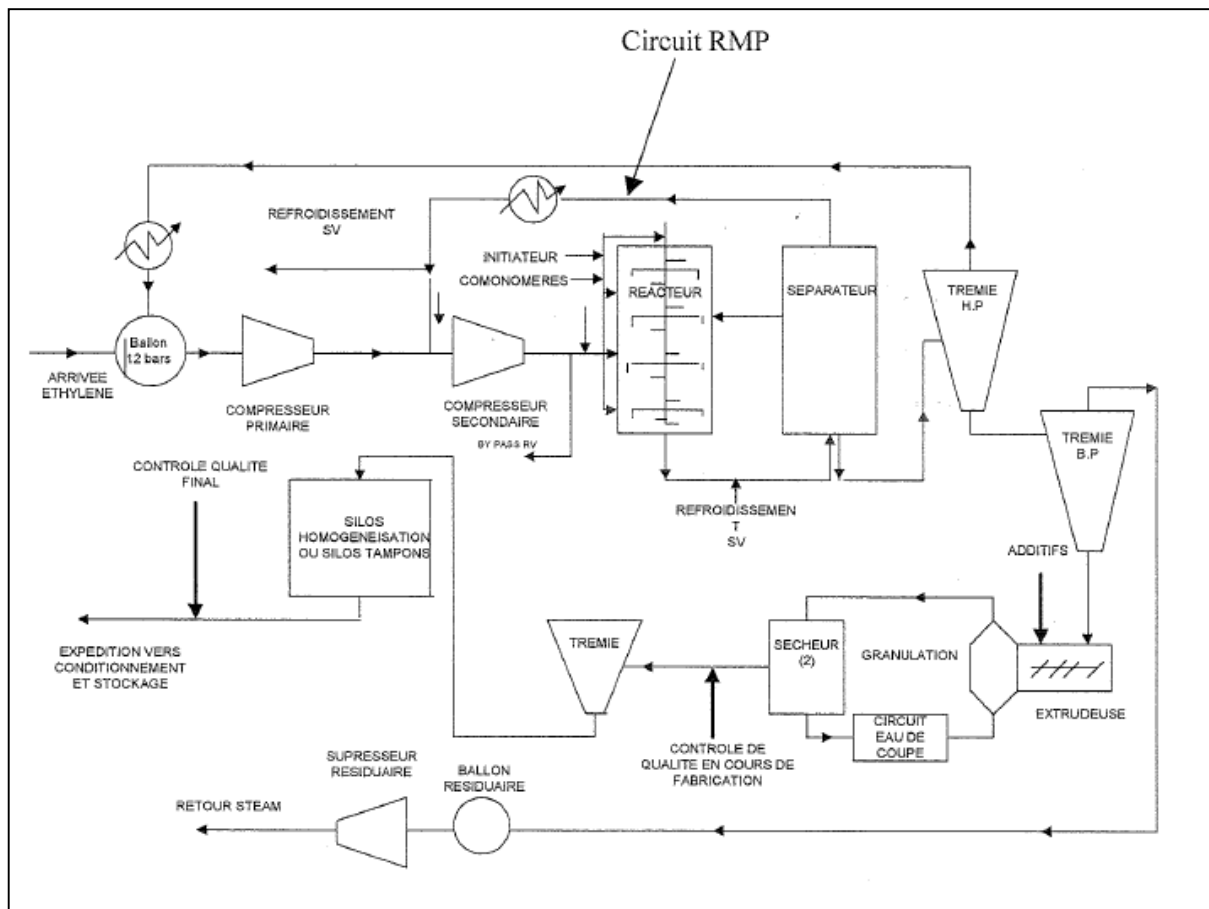 Circuit RMP
REFROIDISSEMENT
SV
INITIATEUR
COMONOMERES
REACTEUR
SEPARATEUR
TREMIE
H.P
Ballon
12 bars
ARRIVEE
ETHYLENE
COMPRESSEUR
PRIMAIRE
COMPRESSEUR
SECONDAIRE
BY PASS RV
TREMIE
B.P
CONTROLE QUALITE
FINAL
SILOS
HOMOGENEISATION
OU SILOS TAMPONS
REFROIDISSEMEN
T
SV
ADDITIFS
EXPEDITION VERS
CONDITIONNEMENT
ET STOCKAGE
TREMIE
SECHEUR
(2)
GRANULATION
EXTRUDEUSE
CIRCUIT
EAU DE
COUPE
CONTROLE DE
QUALITE EN COURS DE
FABRICATION
SUPRESSEUR
RESIDUAIRE
BALLON
RESIDUAIRE
RETOUR STEAM